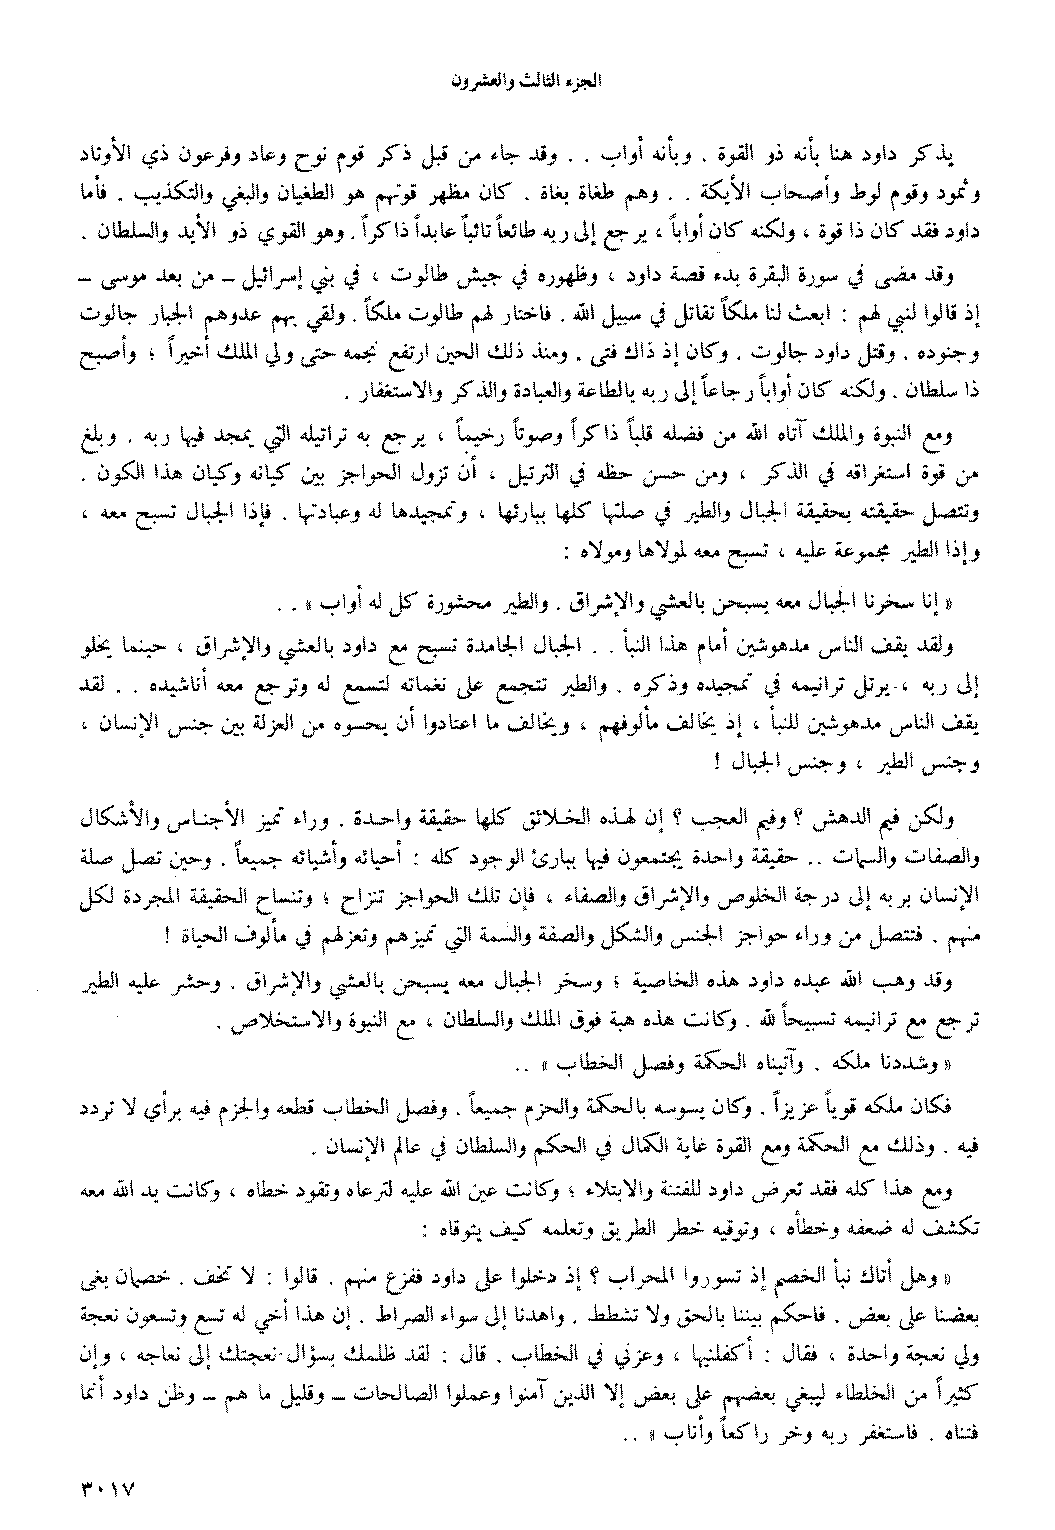 الجزء الثالث والعشرون
يذكر داود هنا بأنه ذو القوة . وبأنه أواب . . وقد جاء من قبل ذكر قوم نوح وعاد وفرعون ذي الأوتاد
وثمود وقوم لوط وأصحاب الأيكة . . وهم طغاة بغاة . كان مظهر قوتهم هو الطغيان والبغي والتكذيب . فأما
داود فقد كان ذا قوة ، ولكنه كان أواباً ، يرجع إلى ربه طائعاً تائباً عابداً ذاكراً . وهو القوي ذو الأيد والسلطان .
وقد مضى في سورة البقرة بدء قصة داود ، وظهوره في جيش طالوت ، في بني إسرائيل – من بعد موسى –
إذ قالوا لنبي لهم : ابعث لنا ملكاً نقاتل في سبيل الله . فاختار لهم طالوت ملكاً . ولقي بهم عدوهم الجبار جالوت
وجنوده . وقتل داود جالوت . وكان إذ ذاك فتى . ومنذ ذلك الحين ارتفع نجمه حتى ولي الملك أخيراً ؛ وأصبح
ذا سلطان . ولكنه كان أواباً رجاعاً إلى ربه بالطاعة والعبادة والذكر والاستغفار .
ومع النبوة والملك آتاه الله من فضله قلباً ذاكراً وصوتاً رخيماً ، يرجع به تراتيله التي يمجد فيها ربه . وبلغ
من قوة استغراقه في الذكر ، ومن حسن حظه في الترتيل ، أن تزول الحواجز بين كيانه وكيان هذا الكون .
وتتصل حقيقته بحقيقة الجبال والطير في صلتها كلها ببارئها ، وتمجيدها له وعبادتها . فإذا الجبال تسبح معه ،
وإذا الطير مجموعة عليه ، تسبح معه لمولاها ومولاه :
« إنا سخرنا الجبال معه يسبحن بالعشي والإشراق . والطير محشورة كل له أواب » . .
ولقد يقف الناس مدهوشين أمام هذا النبأ . . الجبال الجامدة تسبح مع داود بالعشي والإشراق ، حينما يخلو
إلى ربه ، يرتل ترانيمه في تمجيده وذكره . والطير تتجمع على نغماته لتسمع له وترجع معه أناشيده . . لقد
يقف الناس مدهوشين للنبأ ، إذ يخالف مألوفهم ، ويخالف ما اعتادوا أن يحسوه من العزلة بين جنس الإنسان ،
وجنس الطير ، وجنس الجبال !
ولكن فيم الدهش ؟ وفيم العجب ؟ إن لهذه الخلائق كلها حقيقة واحدة . وراء تميز الأجناس والأشكال
والصفات والسمات .. حقيقة واحدة يجتمعون فيها ببارئ الوجود كله : أحيائه وأشيائه جميعاً . وحين تصل صلة
الإنسان بربه إلى درجة الخلوص والإشراق والصفاء ، فإن تلك الحواجز تنزاح ؛ وتنساح الحقيقة المجردة لكل
منهم . فتتصل من وراء حواجز الجنس والشكل والصفة والسمة التي تميزهم وتعزلهم في مألوف الحياة !
وقد وهب الله عبده داود هذه الخاصية ؛ وسخر الجبال معه يسبحن بالعشي والإشراق . وحشر عليه الطير
ترجع مع ترانيمه تسبيحاً لله . وكانت هذه هبة فوق الملك والسلطان ، مع النبوة والاستخلاص .
« وشددنا ملكه . وآتيناه الحكمة وفصل الخطاب » ..
فكان ملكه قوياً عزيزاً . وكان يسوسه بالحكمة والحزم جميعاً . وفصل الخطاب قطعه والجزم فيه برأي لا تردد
فيه . وذلك مع الحكمة ومع القوة غاية الكمال في الحكم والسلطان في عالم الإنسان .
ومع هذا كله فقد تعرض داود للفتنة والابتلاء ؛ وكانت عين الله عليه لترعاه وتقود خطاه ، وكانت يد الله معه
تكشف له ضعفه وخطأه ، وتوقيه خطر الطريق وتعلمه كيف يتوقاه :
« وهل أتاك نبأ الخصم إذ تسوروا المحراب ؟ إذ دخلوا على داود ففزع منهم . قالوا : لا تخف . خصمان بغى
بعضنا على بعض . فاحكم بيننا بالحق ولا تشطط . واهدنا إلى سواء الصراط . إن هذا أخي له تسع وتسعون نعجة
ولي نعجة واحدة ، فقال : أكفلنيها ، وعزني في الخطاب . قال : لقد ظلمك بسؤال نعجتك إلى نعاجه ، وإن
كثيراً من الخلطاء ليبغي بعضهم على بعض إلا الذين آمنوا وعملوا الصالحات – وقليل ما هم – وظن داود أنما
فتناه . فاستغفر ربه وخر راكعاً وأناب » ..
٣٠١٧